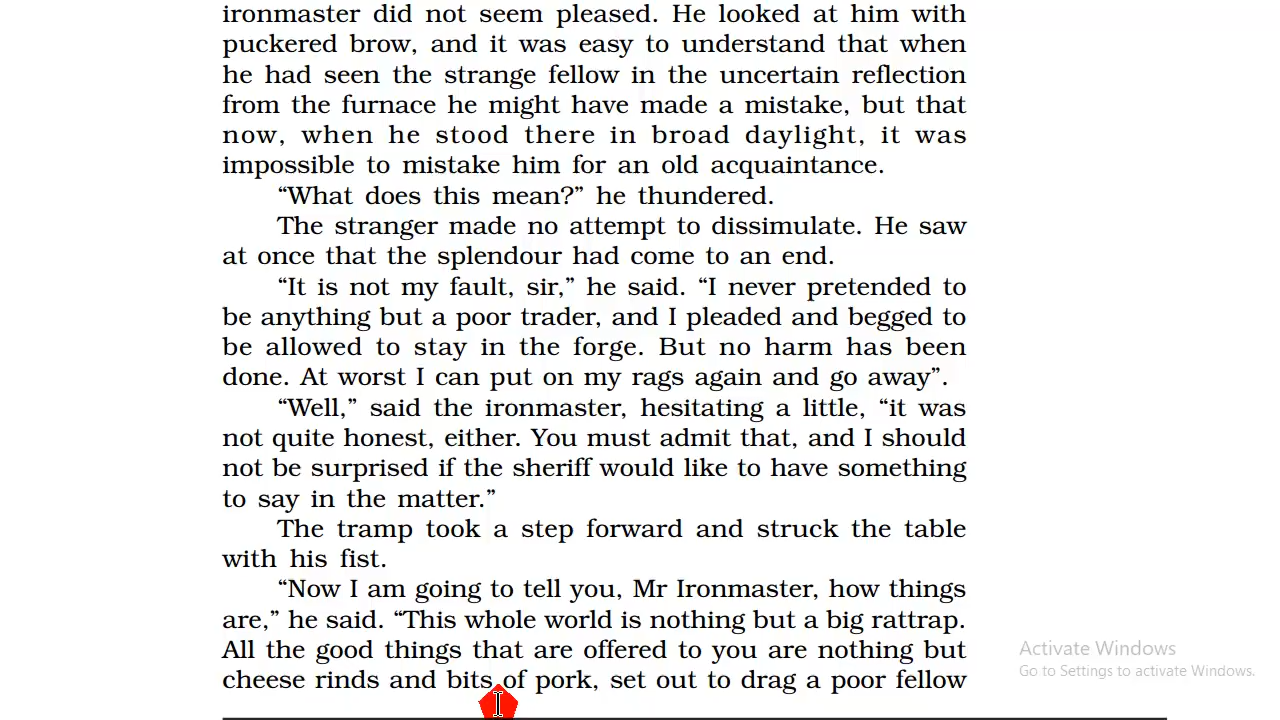 ironmaster did not seem pleased. He looked at him with
puckered brow, and it was easy to understand that when
he had seen the strange fellow in the uncertain reflection
from the furnace he might have made a mistake, but that
now, when he stood there in broad daylight, it was
impossible to mistake him for an old acquaintance.
“What does this mean?” he thundered.
The stranger made no attempt to dissimulate. He saw
at once that the splendour had come to an end.
“It is not my fault, sir,” he said. “I never pretended to
be anything but a poor trader, and I pleaded and begged to
be allowed to stay in the forge. But no harm has been
done. At worst I can put on my rags again and go away”.
“Well,” said the ironmaster, hesitating a little, “it was
not quite honest, either. You must admit that, and I should
not be surprised if the sheriff would like to have something
to say in the matter.”
The tramp took a step forward and struck the table
with his fist.
“Now I am going to tell you, Mr Ironmaster, how things
are,” he said. “This whole world is nothing but a big rattrap.
All the good things that are offered to you are nothing but
cheese rinds and bits of pork, set out to drag a poor fellow
Activate Windows
Go to Settings to activate Windows.